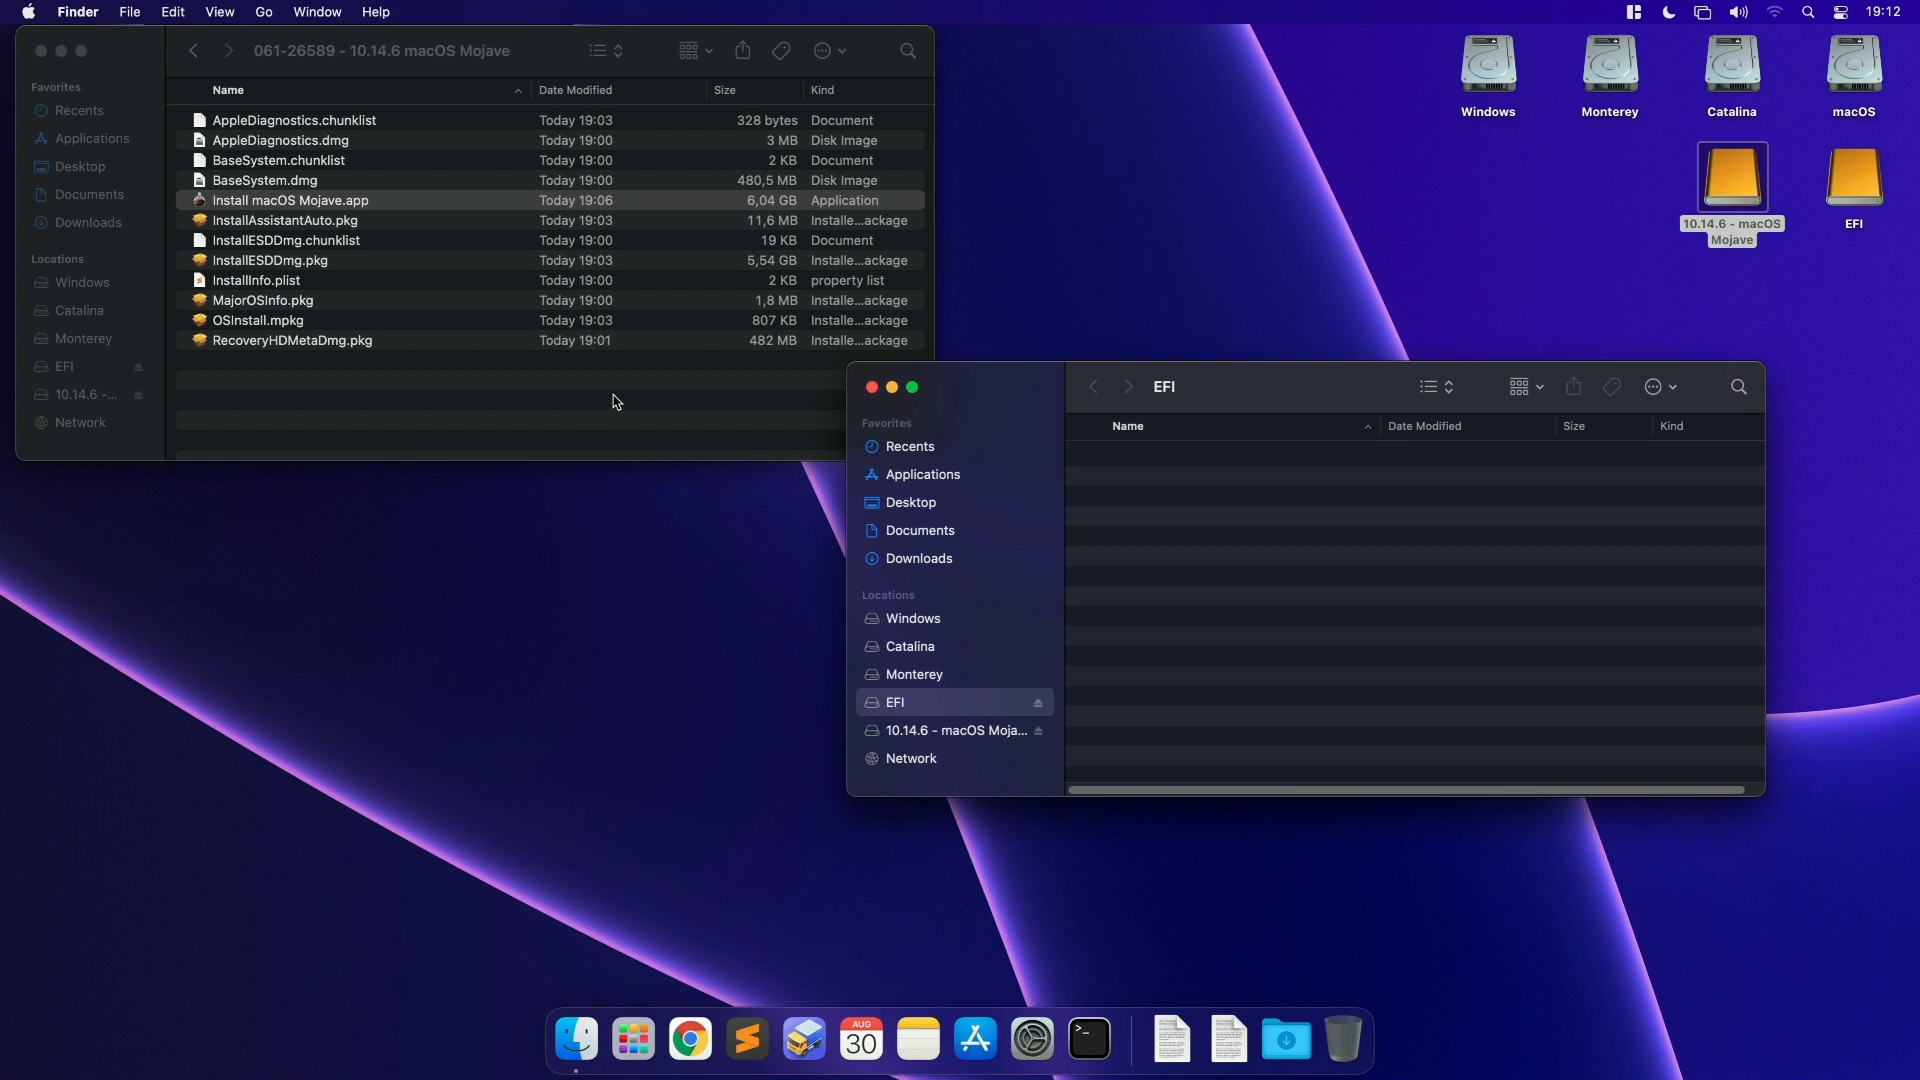 Finder File Edit View Go Window Help 19:12
061-26589 - 10.14.6 macOS Mojave
Favorites
Recents
Applications
Desktop
Documents
Downloads
Locations
Windows
Catalina
Monterey
EFI
10.14.6 -...
Network
Name Date Modified Size Kind
AppleDiagnostics.chunklist Today 19:03 328 bytes Document
AppleDiagnostics.dmg Today 19:00 3 MB Disk Image
BaseSystem.chunklist Today 19:00 2 KB Document
BaseSystem.dmg Today 19:00 480,5 MB Disk Image
Install macOS Mojave.app Today 19:06 6,04 GB Application
InstallAssistantAuto.pkg Today 19:03 11,6 MB Installe...ackage
InstallESDDmg.chunklist Today 19:00 19 KB Document
InstallESDDmg.pkg Today 19:03 5,54 GB Installe...ackage
InstallInfo.plist Today 19:00 2 KB property list
MajorOSInfo.pkg Today 19:00 1,8 MB Installe...ackage
OSInstall.mpkg Today 19:03 807 KB Installe...ackage
RecoveryHDMetaDmg.pkg Today 19:01 482 MB Installe...ackage
Windows
Monterey
Catalina
macOS
10.14.6 - macOS
Mojave
EFI
EFI
Favorites
Recents
Applications
Desktop
Documents
Downloads
Locations
Windows
Catalina
Monterey
EFI
10.14.6 - macOS Moja...
Network
Name Date Modified Size Kind
AUG
30
>_